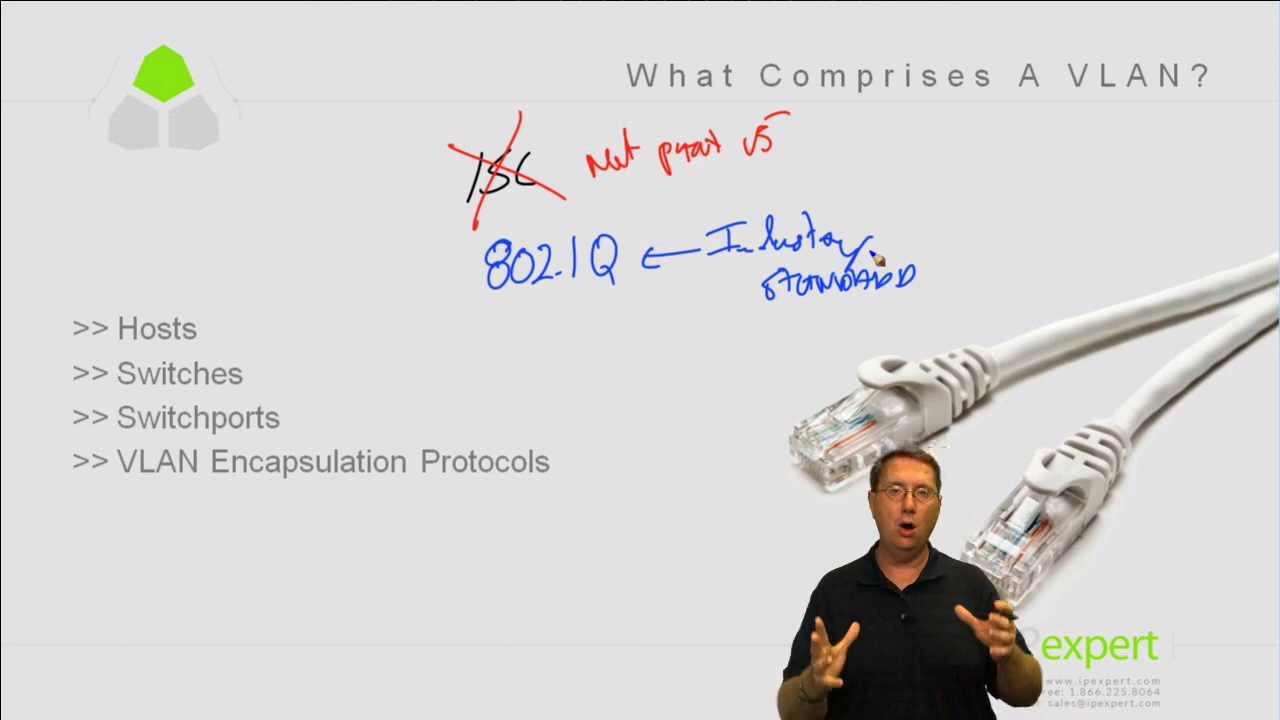 What Comprises A VLAN?
ISL Not part v5
802.1Q ← Industry
STANDARD
>> Hosts
>> Switches
>> Switchports
>> VLAN Encapsulation Protocols
expert
www.ipexpert.com
ree: 1.866.225.8064
sales@ipexpert.com